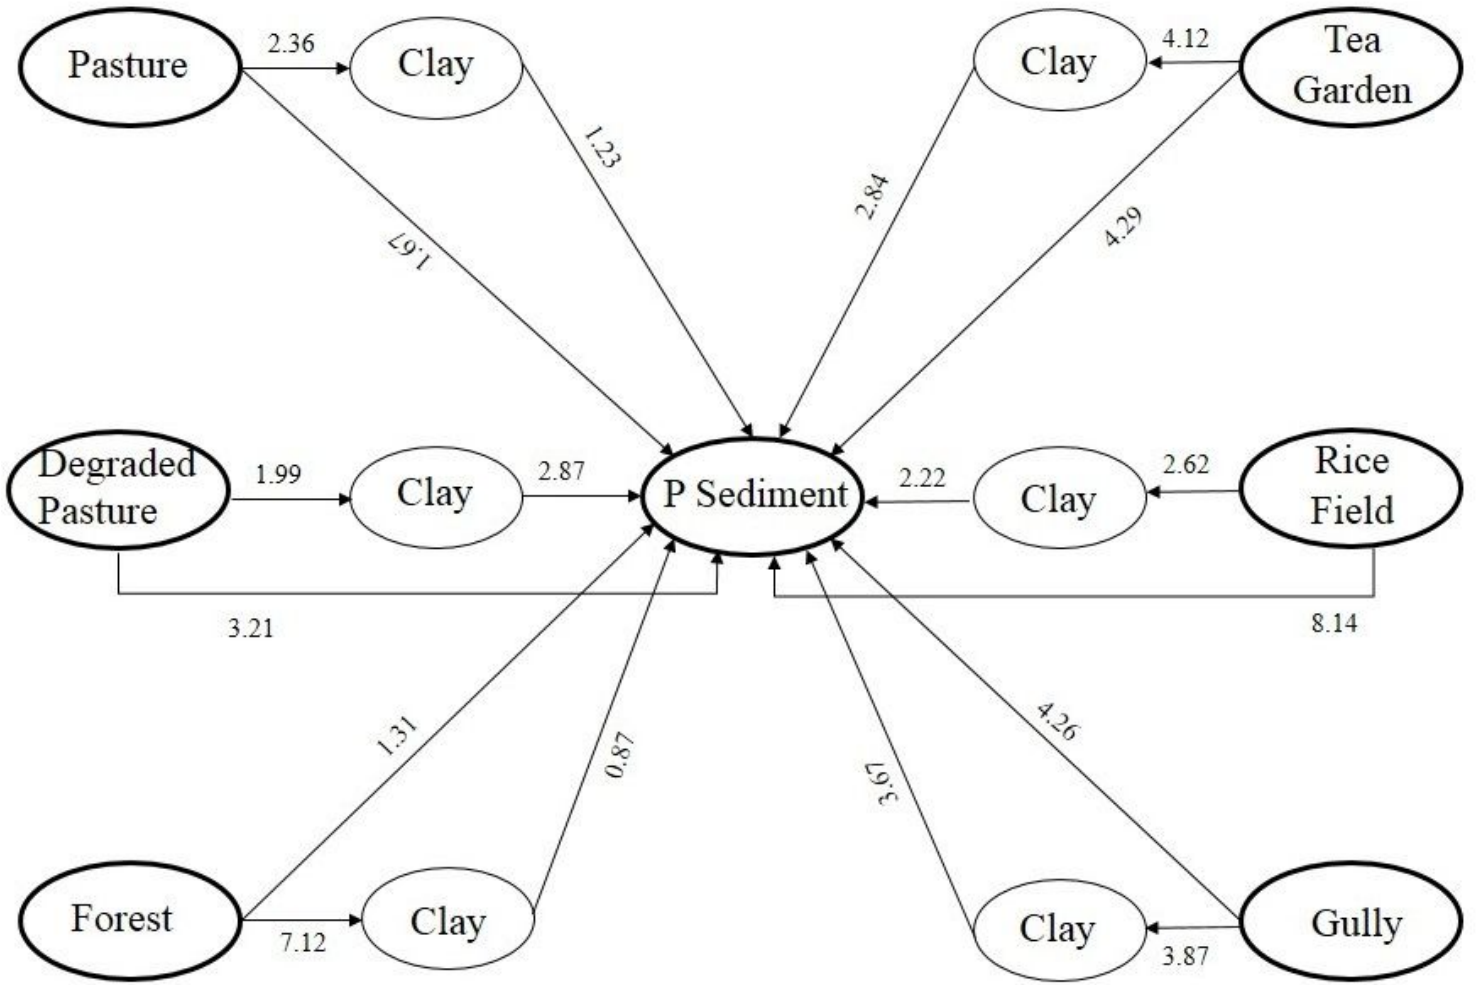 Pasture
2.36
Clay
Clay
4.12
Tea
Garden
1.23
2.84
1.67
4.29
Degraded
Pasture
1.99
Clay
2.87
P Sediment
2.22
Clay
2.62
Rice
Field
3.21
8.14
1.31
0.87
3.67
4.26
Forest
7.12
Clay
Clay
3.87
Gully